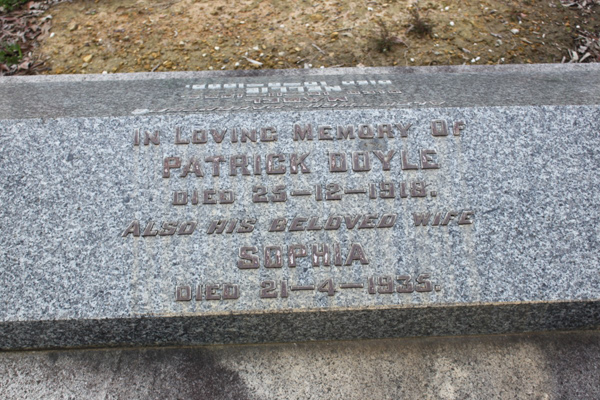 In Loving Memory Of
PATRICK DOYLE
DIED 25-12-1918.
ALSO HIS BELOVED WIFE
SOPHIA
DIED 21-4-1935.